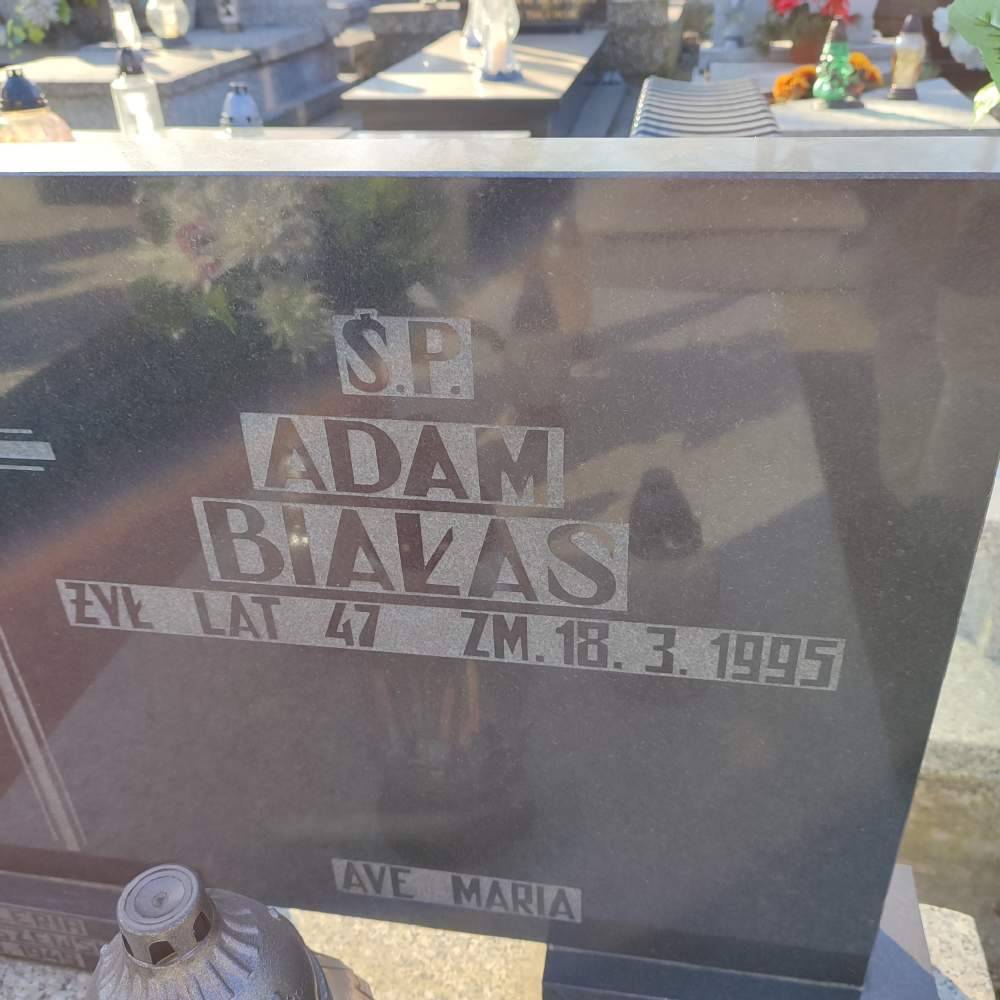 Ś.P.
ADAM
BIAŁAS
ŻYŁ LAT 47 ZM. 18. 3. 1995
AVE MARIA